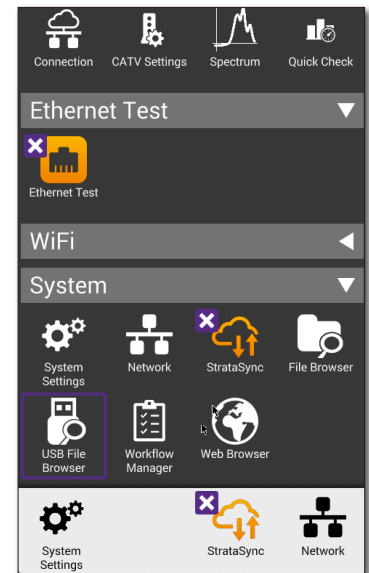 Connection CATV Settings Spectrum Quick Check
Ethernet Test
Ethernet Test
WiFi
System
System
Settings
Network
StrataSync
File Browser
USB File
Browser
Workflow
Manager
Web Browser
System
Settings
StrataSync
Network